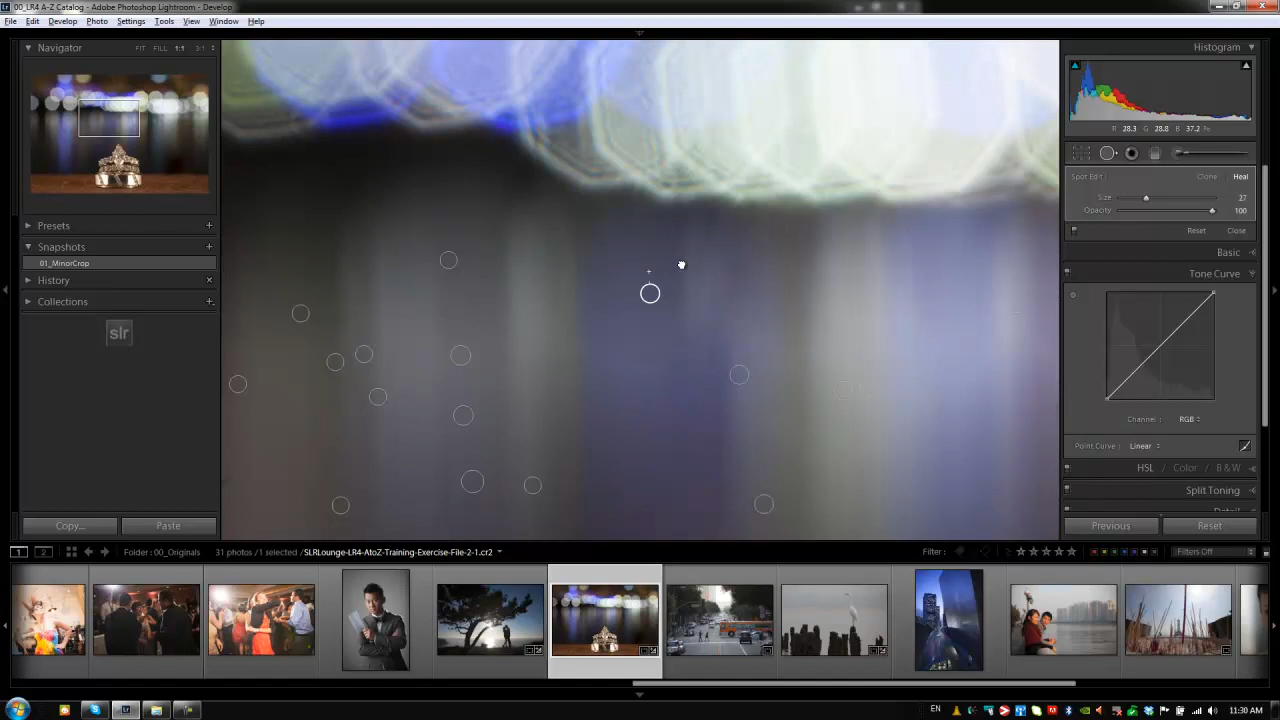 00_LR4 A-Z Catalog - Adobe Photoshop Lightroom - Develop
File Edit Develop Photo Settings Tools View Window Help
Navigator FIT FILL 1:1 3:1
Presets
Snapshots
01_MinorCrop
History
Collections
slr
Copy... Paste
Histogram
R 28.3 G 28.8 B 37.2 %
Spot Edit : Clone Heal
Size 27
Opacity 100
Reset Close
Basic
Tone Curve
Channel : RGB
Point Curve : Linear
HSL / Color / B & W
Split Toning
Detail
Previous Reset
1 2 Folder : 00_Originals 31 photos / 1 selected / SLRLounge-LR4-AtoZ-Training-Exercise-File-2-1.cr2 Filter : Filters Off
EN 11:30 AM